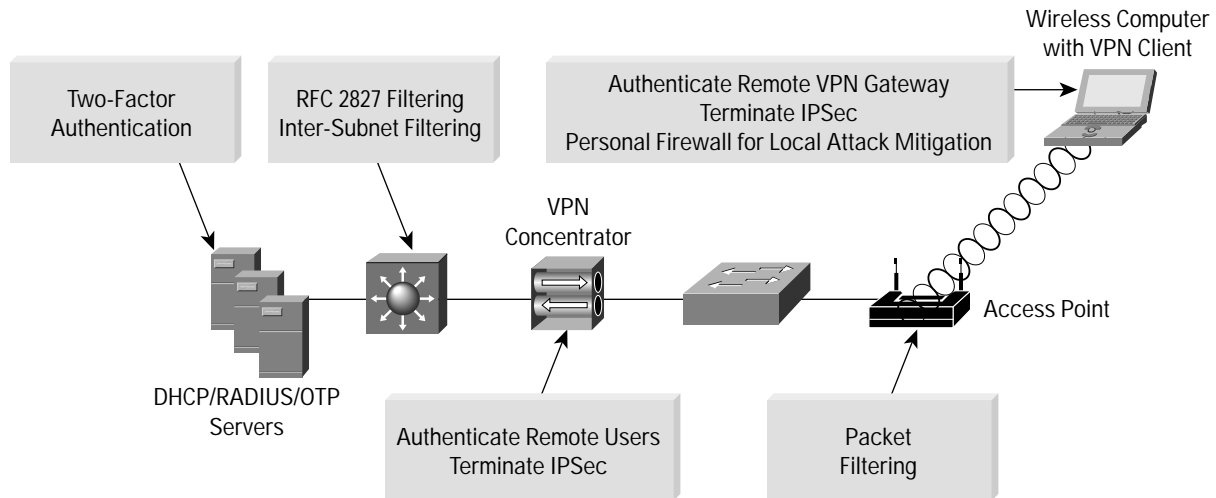 Wireless Computer
with VPN Client
Two-Factor
Authentication
RFC 2827 Filtering
Inter-Subnet Filtering
Authenticate Remote VPN Gateway
Terminate IPSec
Personal Firewall for Local Attack Mitigation
VPN
Concentrator
Access Point
DHCP/RADIUS/OTP
Servers
Authenticate Remote Users
Terminate IPSec
Packet
Filtering